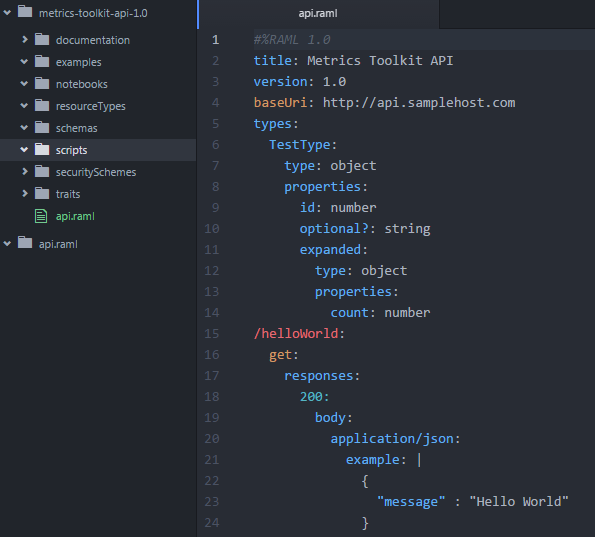 metrics-toolkit-api-1.0
documentation
examples
notebooks
resourceTypes
schemas
scripts
securitySchemes
traits
api.raml
api.raml
api.raml
1 #%RAML 1.0
2 title: Metrics Toolkit API
3 version: 1.0
4 baseUri: http://api.samplehost.com
5 types:
6   TestType:
7     type: object
8     properties:
9       id: number
10       optional?: string
11       expanded:
12         type: object
13         properties:
14           count: number
15 /helloWorld:
16   get:
17     responses:
18       200:
19         body:
20           application/json:
21             example: |
22               {
23                 "message" : "Hello World"
24               }